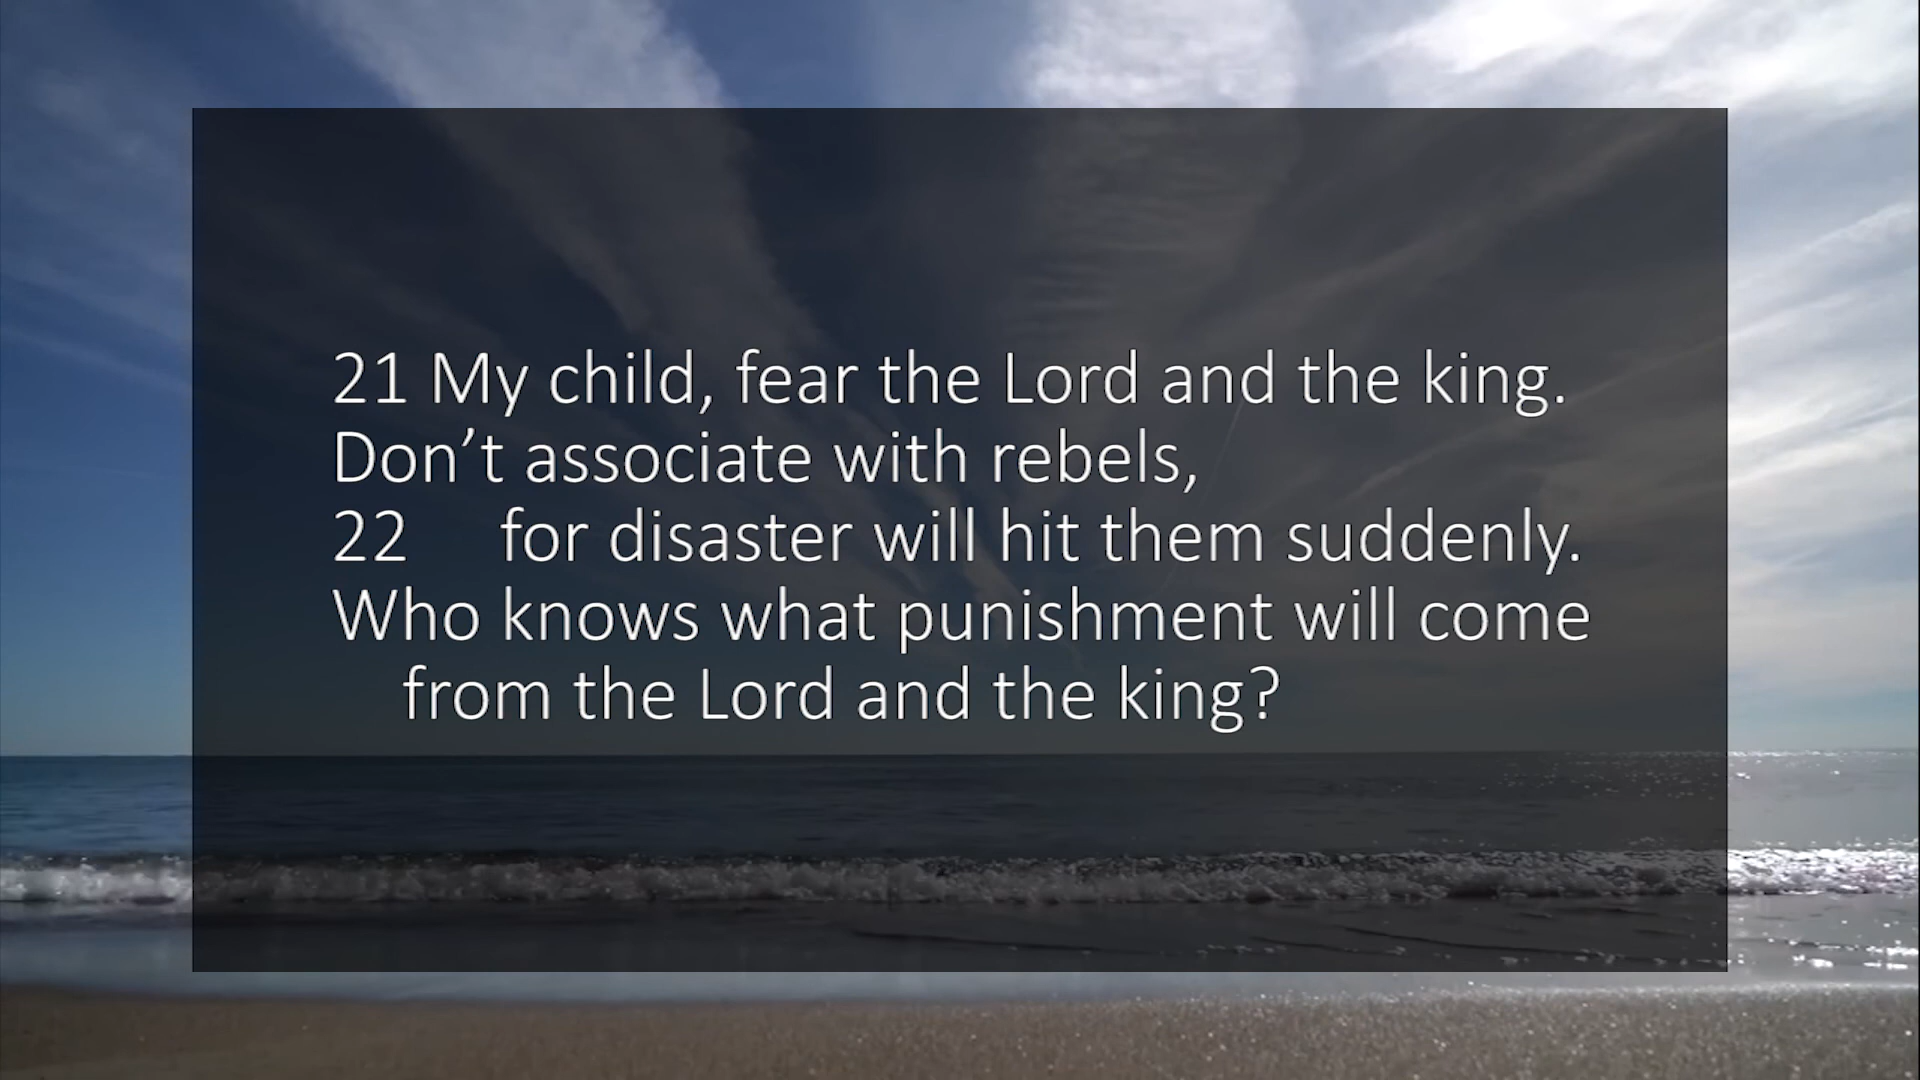 21 My child, fear the Lord and the king.
Don’t associate with rebels,
22 for disaster will hit them suddenly.
Who knows what punishment will come
from the Lord and the king?